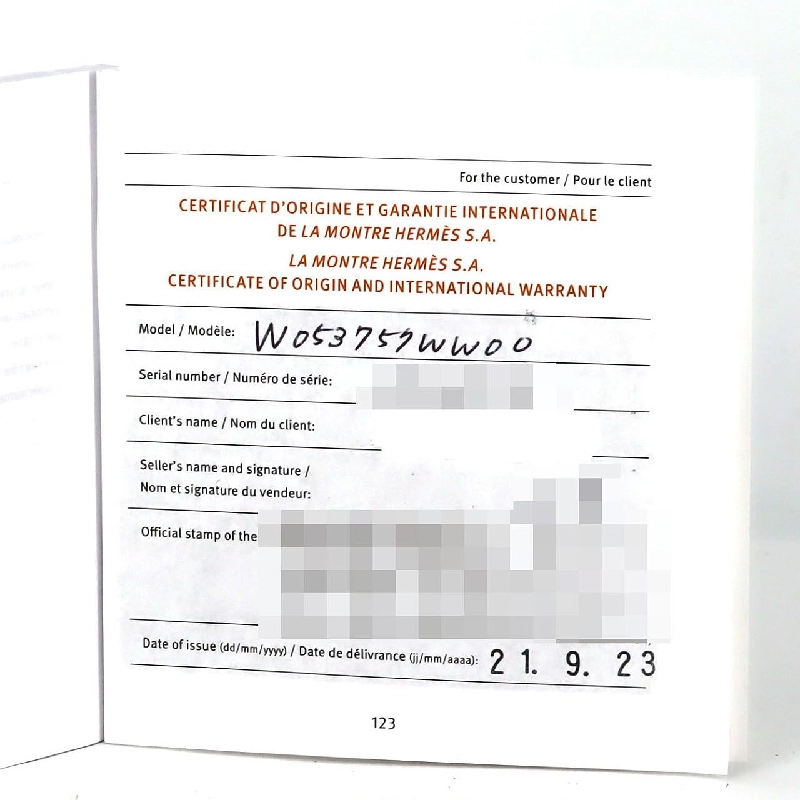 For the customer / Pour le client
CERTIFICAT D'ORIGINE ET GARANTIE INTERNATIONALE
DE LA MONTRE HERMÈS S.A.
LA MONTRE HERMÈS S.A.
CERTIFICATE OF ORIGIN AND INTERNATIONAL WARRANTY
Model / Modèle: W053757WW00
Serial number / Numéro de série:
Client's name / Nom du client:
Seller's name and signature /
Nom et signature du vendeur:
Official stamp of the
Date of issue (dd/mm/yyyy) / Date de délivrance (jj/mm/aaaa): 21. 9. 23
123